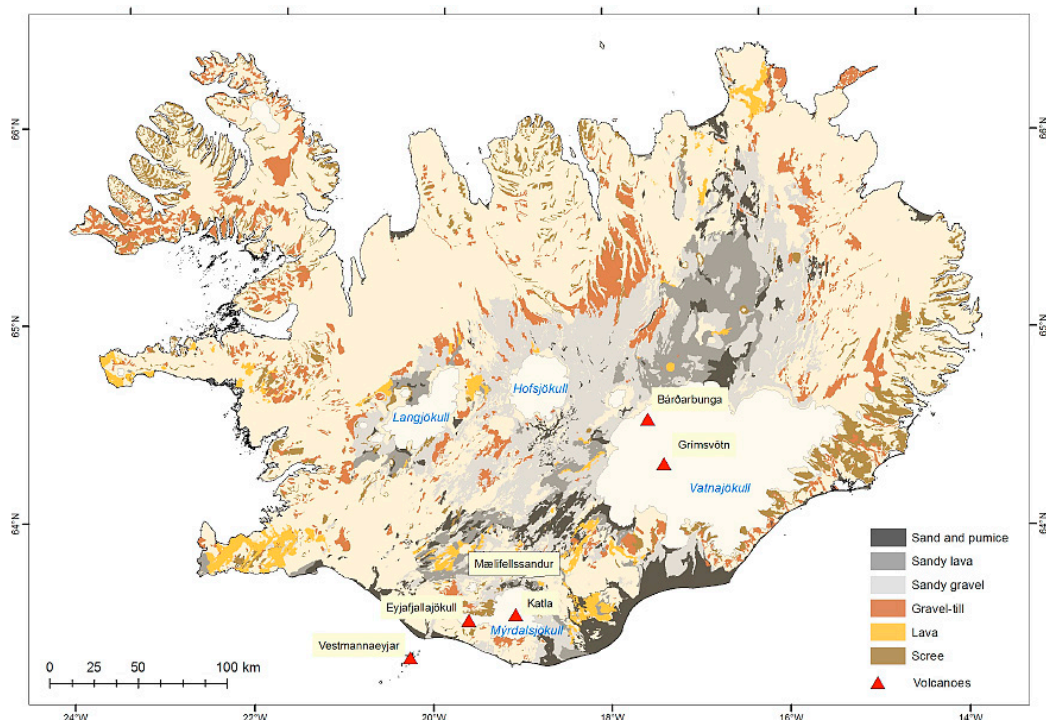 66°N
66°N
65°N
65°N
64°N
64°N
Hofsjökull
Langjökull
Bárðarbunga
Grímsvötn
Vatnajökull
Mælifellssandur
Eyjafjallajökull
Katla
Mýrdalsjökull
Vestmannaeyjar
Sand and pumice
Sandy lava
Sandy gravel
Gravel-till
Lava
Scree
Volcanoes
0 25 50 100 km
24°W 22°W 20°W 18°W 16°W 14°W